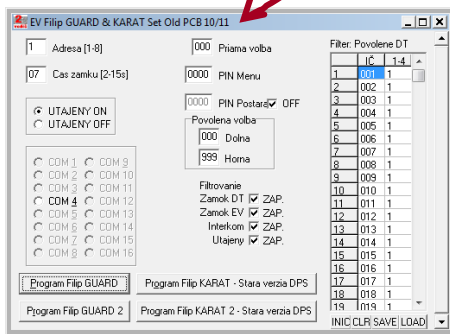 EV Filip GUARD & KARAT Set Old PCB 10/11
1 Adresa [1-8]
07 Cas zamku [2-15s]
UTAJENY ON
UTAJENY OFF
COM 1 COM 9
COM 2 COM 10
COM 3 COM 11
COM 4 COM 12
COM 5 COM 13
COM 6 COM 14
COM 7 COM 15
COM 8 COM 16
000 Priama volba
0000 PIN Menu
0000 PIN Postara OFF
Povolena volba
000 Dolna
999 Horna
Filtrovanie
Zamok DT ZAP.
Zamok EV ZAP.
Interkom ZAP.
Utajeny ZAP.
Program Filip GUARD
Program Filip KARAT - Stara verzia DPS
Program Filip GUARD 2
Program Filip KARAT 2 - Stara verzia DPS
Filter: Povolene DT
IČ 1-4
1 001 1
2 002 1
3 003 1
4 004 1
5 005 1
6 006 1
7 007 1
8 008 1
9 009 1
10 010 1
11 011 1
12 012 1
13 013 1
14 014 1
15 015 1
16 016 1
17 017 1
18 018 1
19 019 1
INIC CLR SAVE LOAD